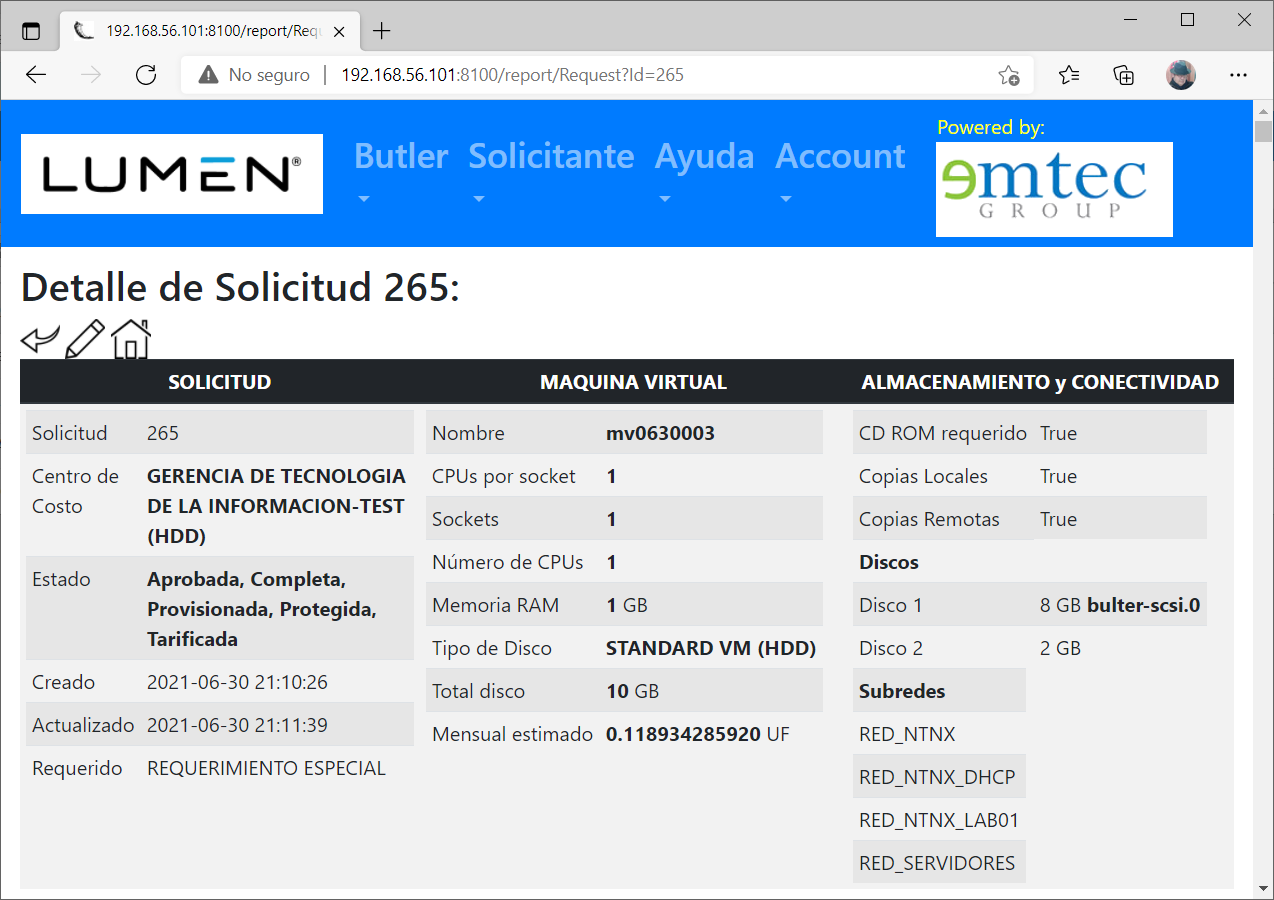 192.168.56.101:8100/report/Requ
No seguro
192.168.56.101:8100/report/Request?Id=265
LUMEN®
Butler Solicitante Ayuda Account
Powered by:
emtec
GROUP
Detalle de Solicitud 265:
SOLICITUD
Solicitud 265
Centro de Costo GERENCIA DE TECNOLOGIA
DE LA INFORMACION-TEST
(HDD)
Estado Aprobada, Completa,
Provisionada, Protegida,
Tarificada
Creado 2021-06-30 21:10:26
Actualizado 2021-06-30 21:11:39
Requerido REQUERIMIENTO ESPECIAL
MAQUINA VIRTUAL
Nombre mv0630003
CPUs por socket 1
Sockets 1
Número de CPUs 1
Memoria RAM 1 GB
Tipo de Disco STANDARD VM (HDD)
Total disco 10 GB
Mensual estimado 0.118934285920 UF
ALMACENAMIENTO y CONECTIVIDAD
CD ROM requerido True
Copias Locales True
Copias Remotas True
Discos
Disco 1 8 GB bulter-scsi.0
Disco 2 2 GB
Subredes
RED_NTNX
RED_NTNX_DHCP
RED_NTNX_LAB01
RED_SERVIDORES